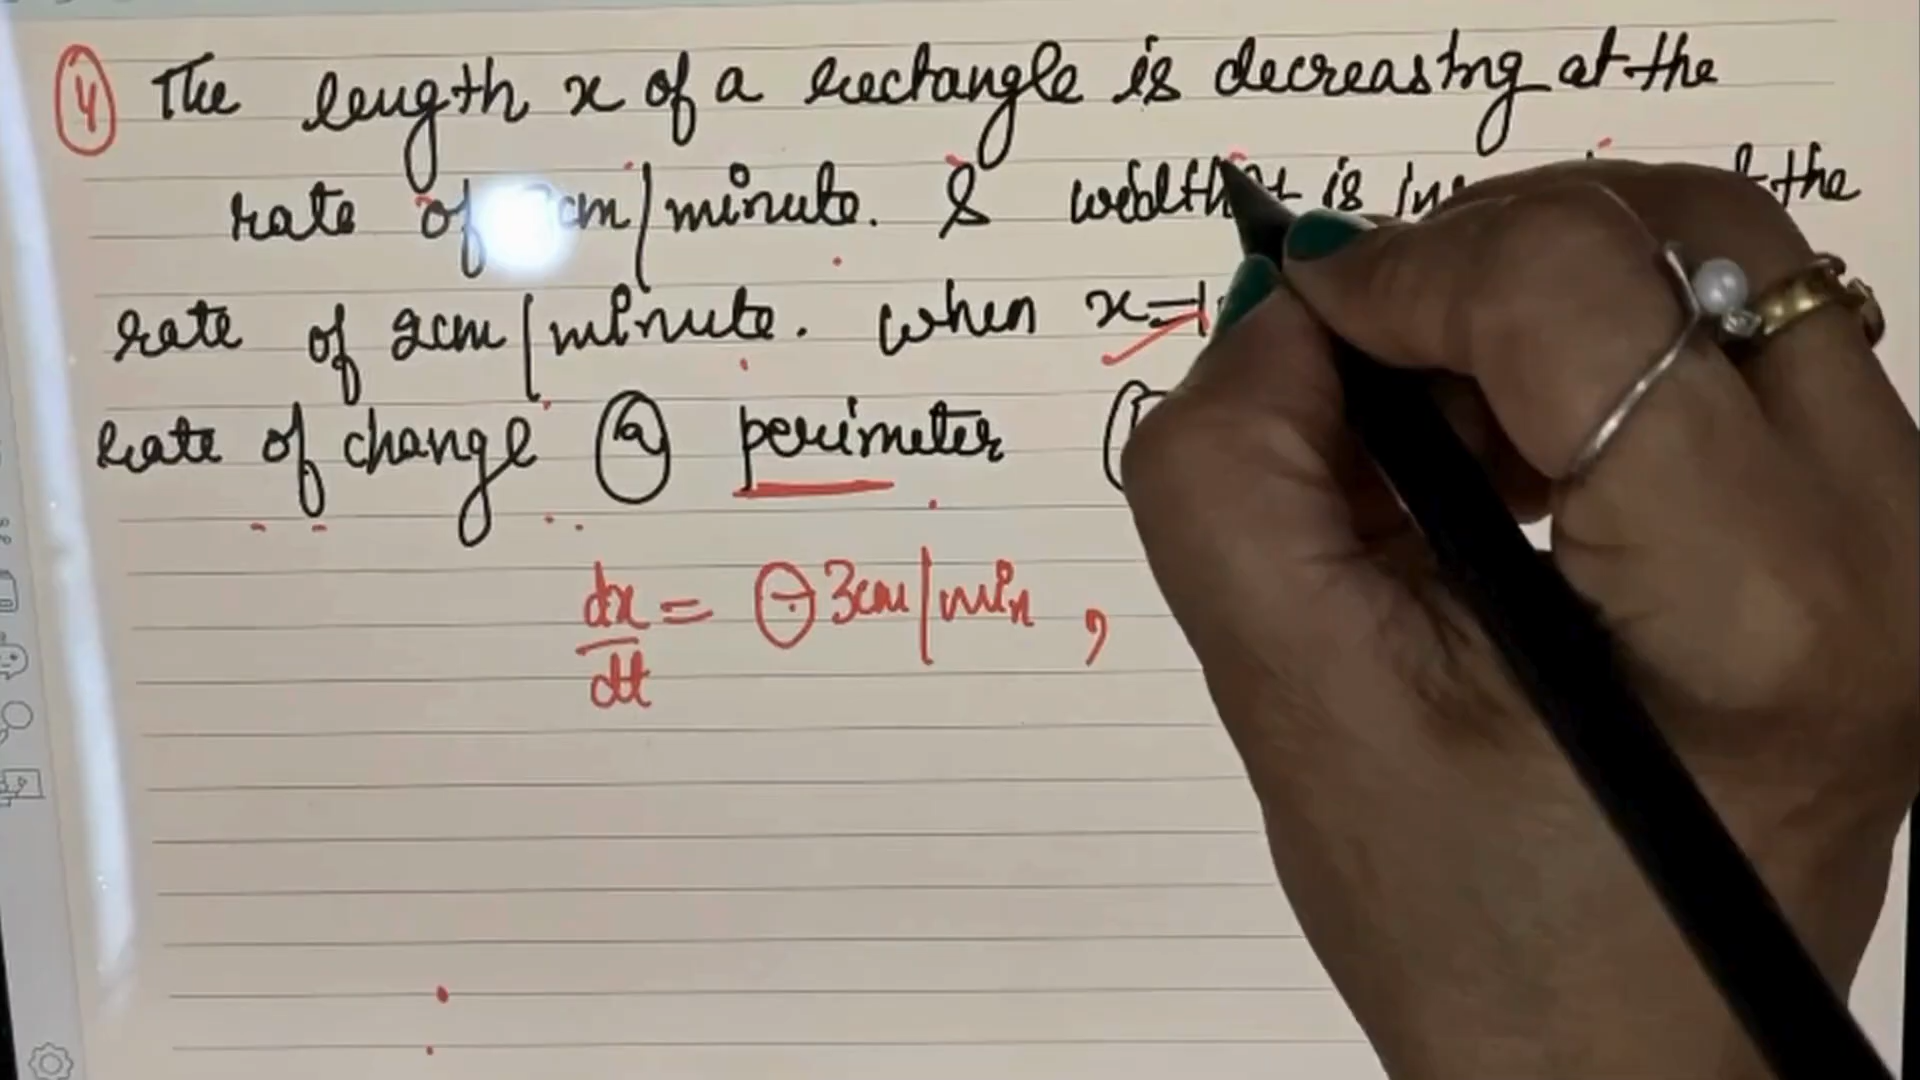 4 The length x of a rectangle is decreasing at the
rate of cm/minute. & width is the
rate of 2cm/minute. When x=
rate of change (a) perimeter
dx/dt = -3cm/min,